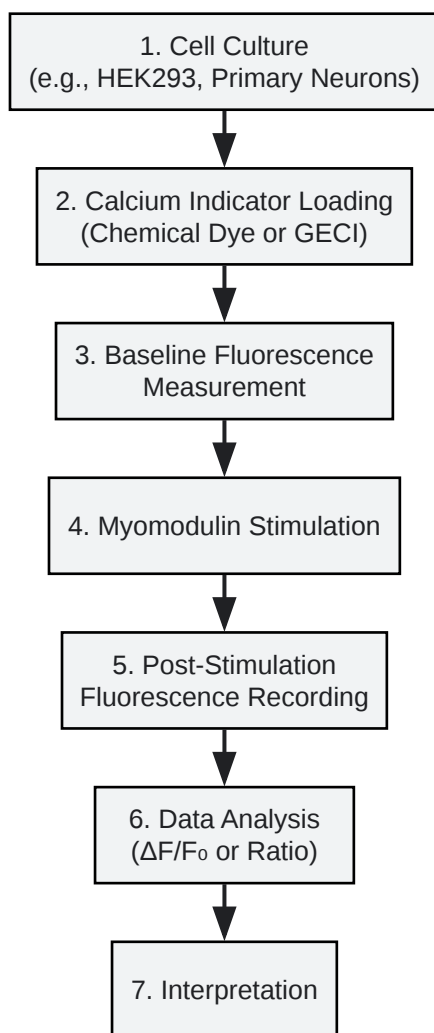 1. Cell Culture
(e.g., HEK293, Primary Neurons)
2. Calcium Indicator Loading
(Chemical Dye or GECI)
3. Baseline Fluorescence
Measurement
4. Myomodulin Stimulation
5. Post-Stimulation
Fluorescence Recording
6. Data Analysis
(ΔF/F₀ or Ratio)
7. Interpretation